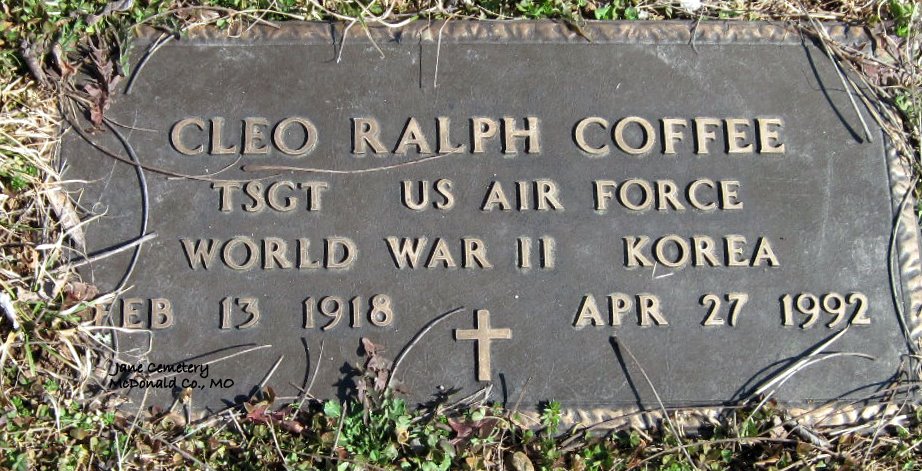 CLEO RALPH COFFEE
TSGT US AIR FORCE
WORLD WAR II KOREA
FEB 13 1918 APR 27 1992
Jane Cemetery
McDonald Co., MO